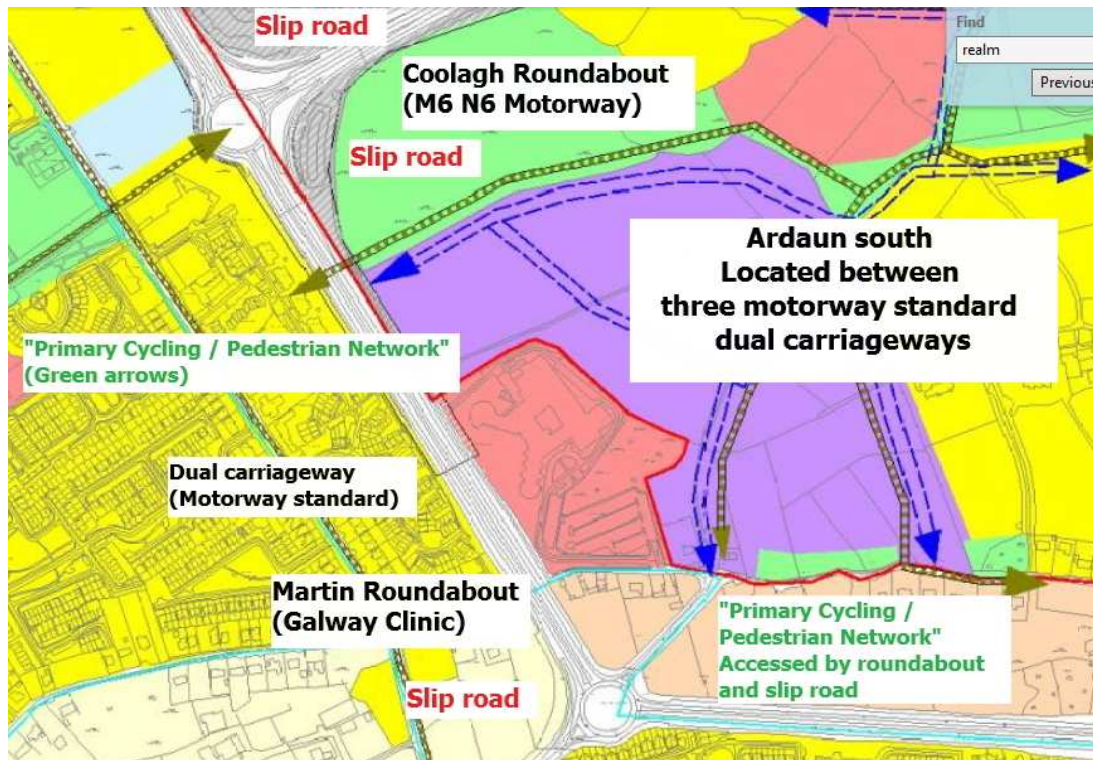 Slip road
Find
realm
Previous
Coolagh Roundabout
(M6 N6 Motorway)
Slip road
Ardaun south
Located between
three motorway standard
dual carriageways
"Primary Cycling / Pedestrian Network"
(Green arrows)
Dual carriageway
(Motorway standard)
Martin Roundabout
(Galway Clinic)
"Primary Cycling /
Pedestrian Network"
Accessed by roundabout
and slip road
Slip road